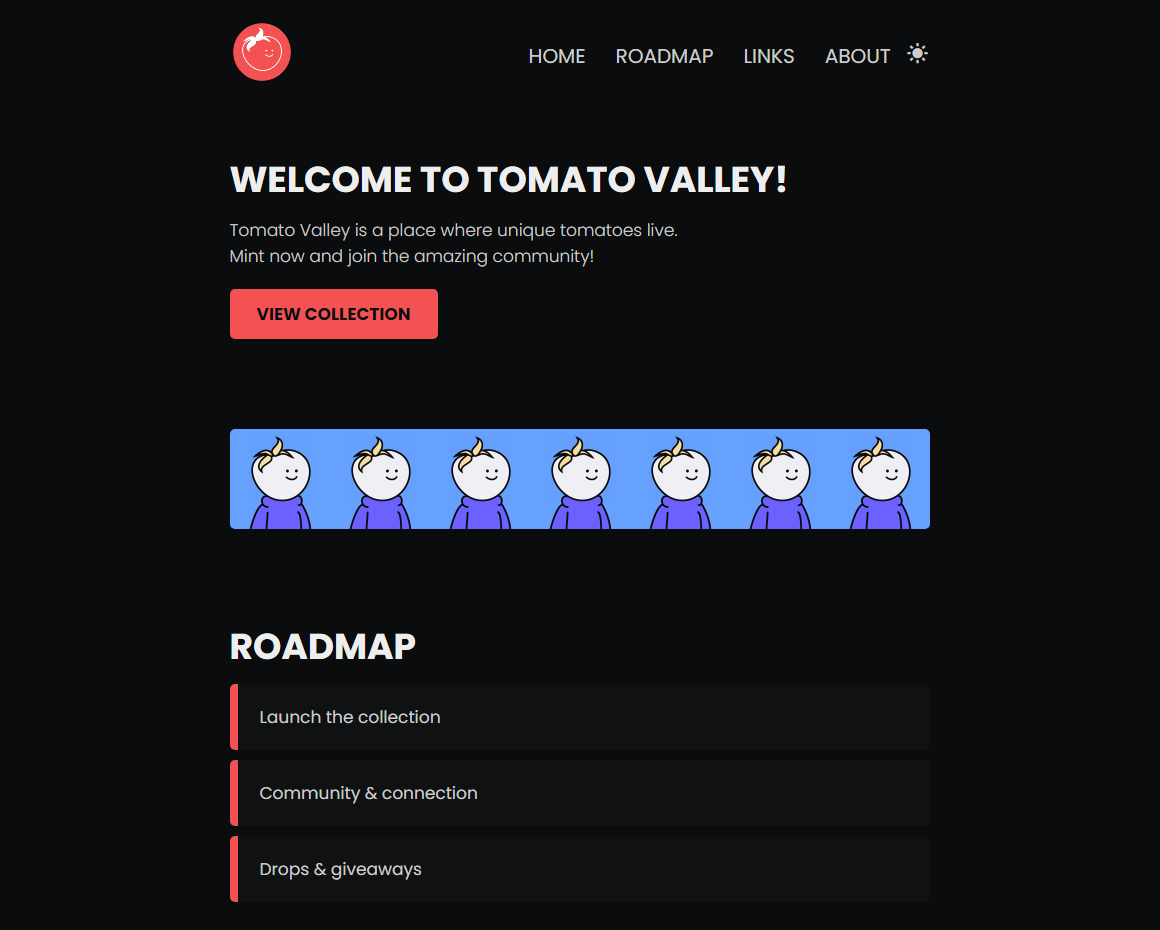 HOME ROADMAP LINKS ABOUT
WELCOME TO TOMATO VALLEY!
Tomato Valley is a place where unique tomatoes live.
Mint now and join the amazing community!
VIEW COLLECTION
ROADMAP
Launch the collection
Community & connection
Drops & giveaways